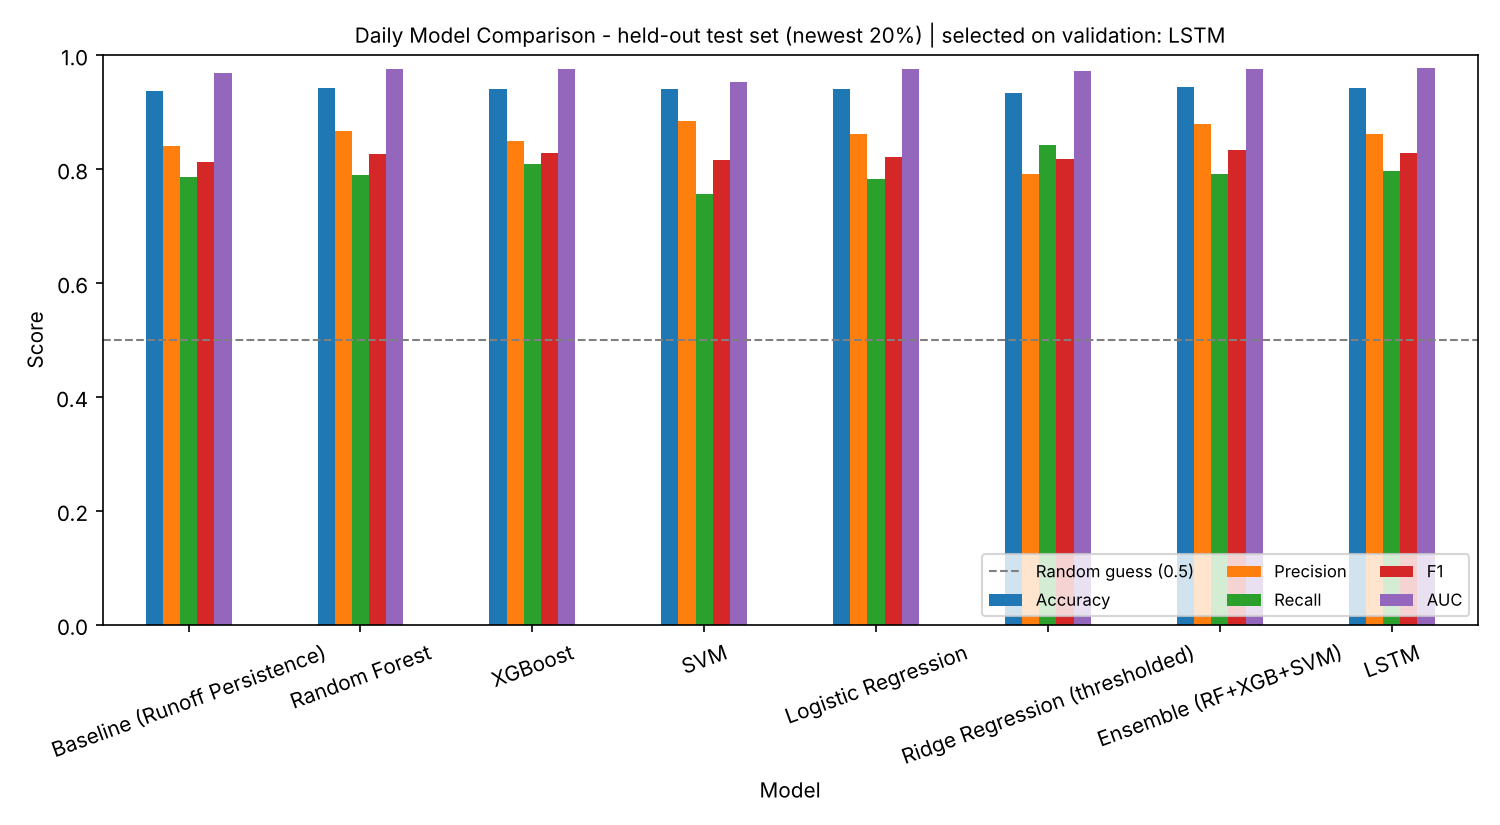 Daily Model Comparison - held-out test set (newest 20%) | selected on validation: LSTM
1.0
0.8
0.6
0.4
0.2
0.0
Score
Random guess (0.5)
Accuracy
Precision
Recall
F1
AUC
Baseline (Runoff Persistence)
Random Forest
XGBoost
SVM
Logistic Regression
Ridge Regression (thresholded)
Ensemble (RF+XGB+SVM)
LSTM
Model